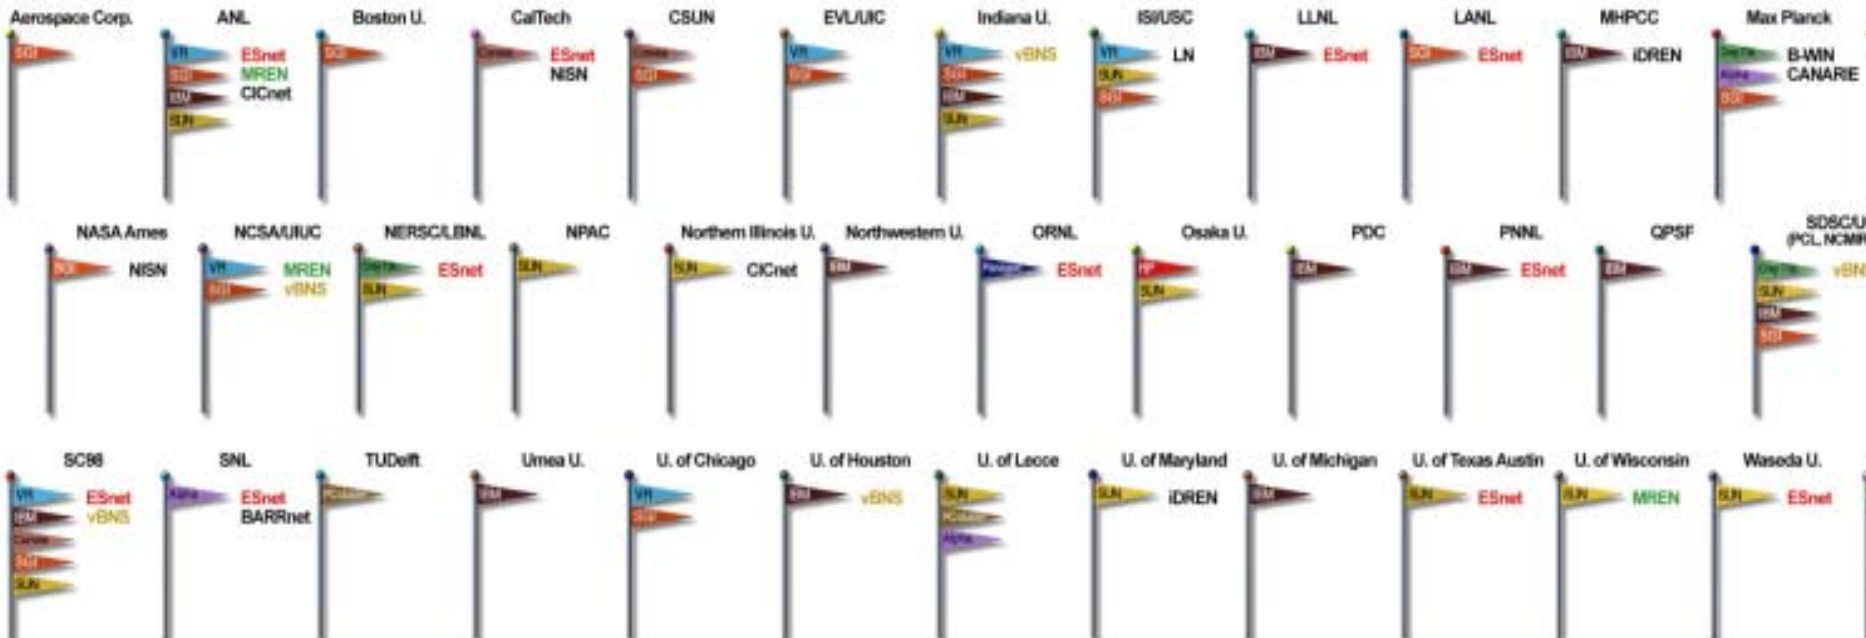 Aerospace Corp. ANL Boston U. CalTech CSUN EVL/UIC Indiana U. ISI/USC LLNL LANL MHPCC Max Planck
SGI VR ESnet SGI ESnet VR VR vBNS VR LN IBM ESnet SGI ESnet IBM iDREN B-WIN
SGI MREN NISN SGI SGI SGI SUN Alpha CANARIE
IBM CICnet IBM SGI SGI
SUN SUN
NASA Ames NCSA/UIUC NERSC/LBNL NPAC Northern Illinois U. Northwestern U. ORNL Osaka U. PDC PNNL QPSF SDSC/U
(PCL, NCMIR
SGI NISN VR MREN ESnet SUN SUN CICnet IBM ESnet HP IBM IBM ESnet IBM vBN
SGI vBNS SUN SUN SUN
IBM
SGI
SC98 SNL TUDelft Umea U. U. of Chicago U. of Houston U. of Lecce U. of Maryland U. of Michigan U. of Texas Austin U. of Wisconsin Waseda U.
VR ESnet Alpha ESnet IBM VR IBM vBNS SUN SUN iDREN IBM SUN ESnet SUN MREN SUN ESnet
IBM vBNS BARRnet SGI
Alpha
SGI
SUN